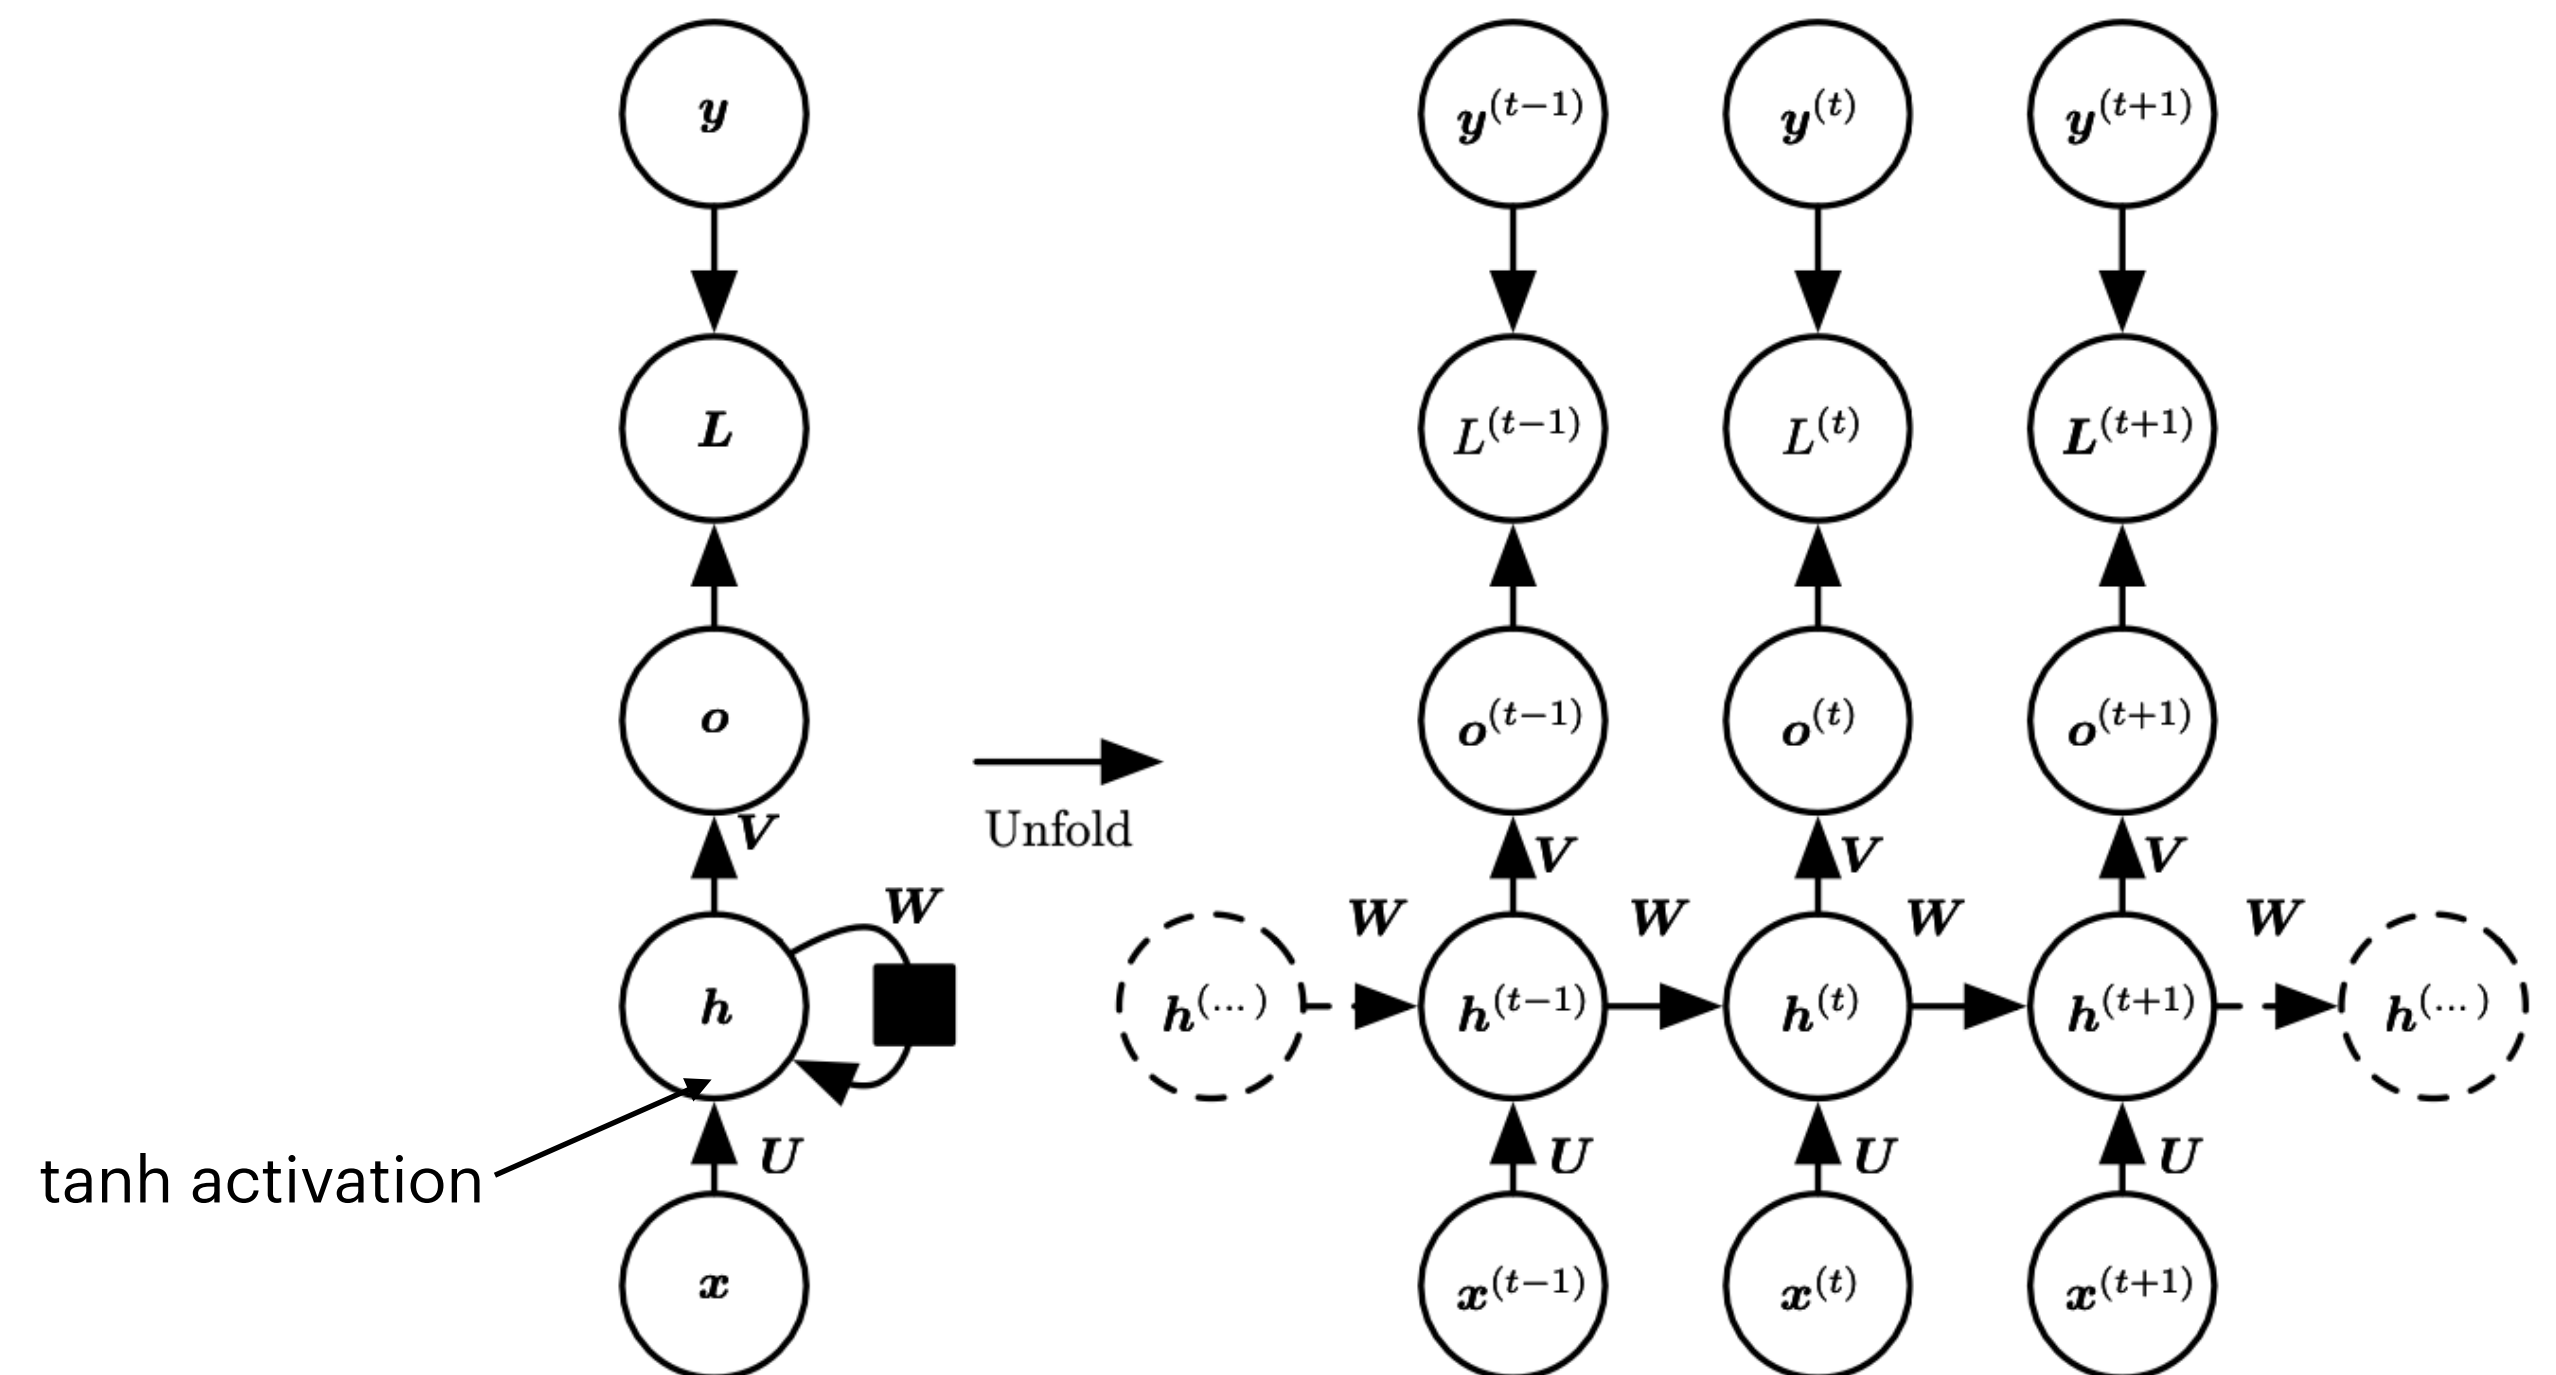 y y^(t−1) y^(t) y^(t+1)
L L^(t−1) L^(t) L^(t+1)
o o^(t−1) o^(t) o^(t+1)
Unfold
V V V V
W W W W W
h h^(...) h^(t−1) h^(t) h^(t+1) h^(...)
U U U U
tanh activation
x x^(t−1) x^(t) x^(t+1)